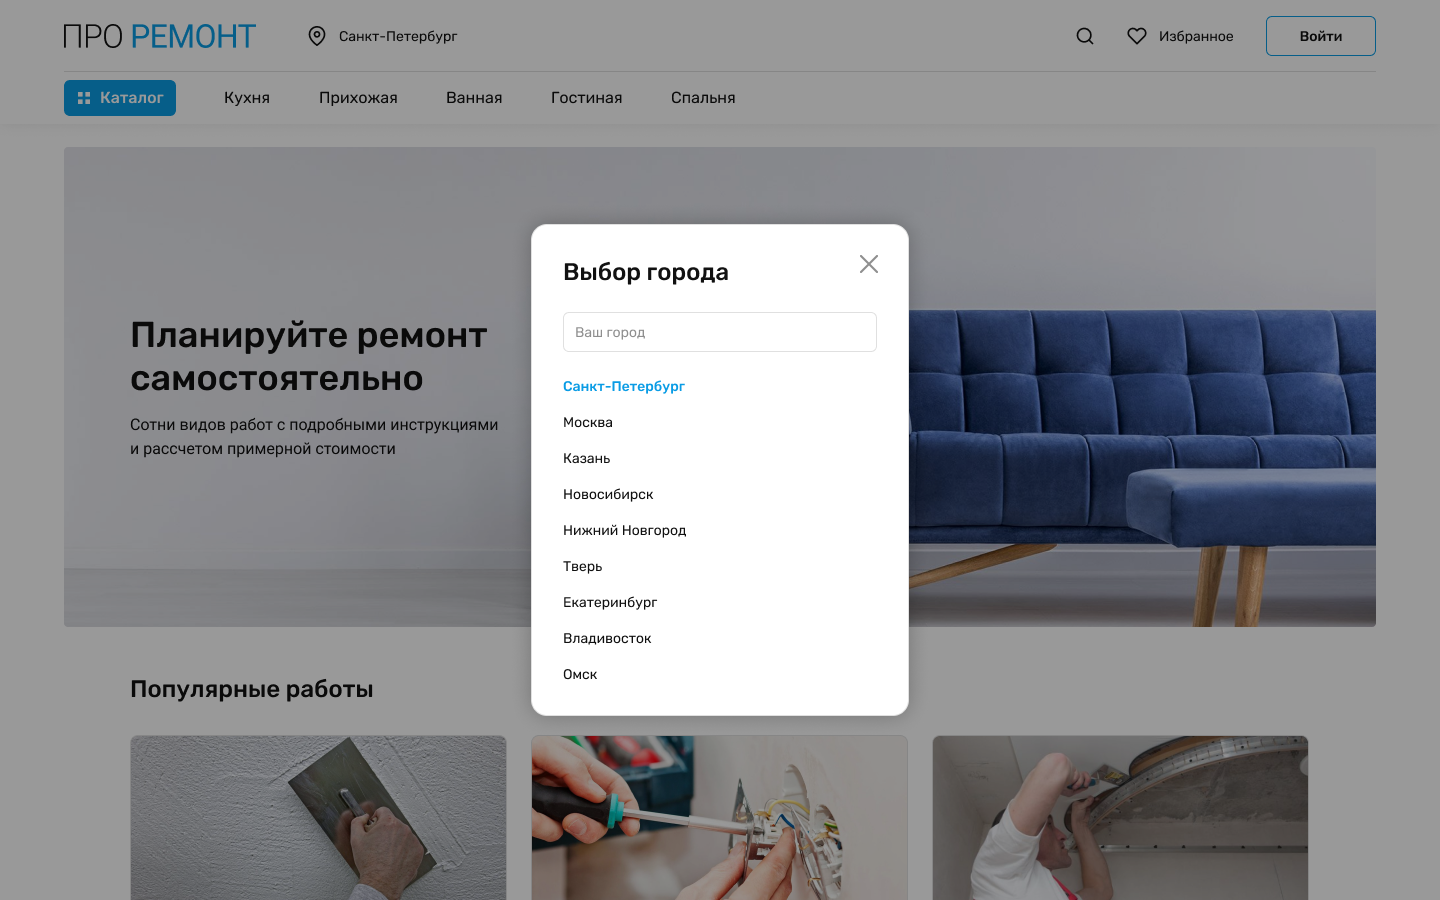 ПРО РЕМОНТ
Санкт-Петербург
Избранное
Войти
Каталог
Кухня
Прихожая
Ванная
Гостиная
Спальня
Планируйте ремонт
самостоятельно
Сотни видов работ с подробными инструкциями
и рассчетом примерной стоимости
Выбор города
Ваш город
Санкт-Петербург
Москва
Казань
Новосибирск
Нижний Новгород
Тверь
Екатеринбург
Владивосток
Омск
Популярные работы